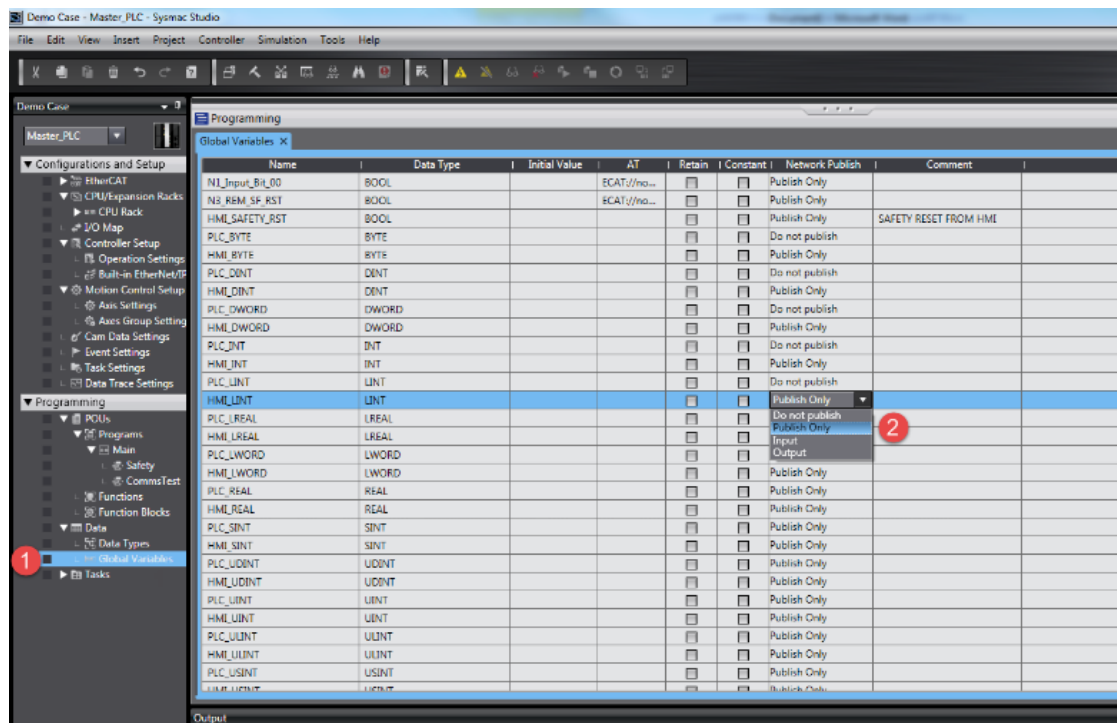 Demo Case - Master_PLC - Sysmac Studio
File Edit View Insert Project Controller Simulation Tools Help
Demo Case
Master_PLC
Configurations and Setup
EtherCAT
CPU/Expansion Racks
CPU Rack
I/O Map
Controller Setup
Operation Settings
Built-in EtherNet/IP
Motion Control Setup
Axis Settings
Axes Group Setting
Cam Data Settings
Event Settings
Task Settings
Data Trace Settings
Programming
POUs
Programs
Main
Safety
CommsTest
Functions
Function Blocks
Data
Data Types
1 Global Variables
Tasks
Programming
Global Variables X
Name Data Type Initial Value AT Retain Constant Network Publish Comment
N1_Input_Bit_00 BOOL ECAT://no... Publish Only
N3_REM_SF_RST BOOL ECAT://no... Publish Only
HMI_SAFETY_RST BOOL Publish Only SAFETY RESET FROM HMI
PLC_BYTE BYTE Do not publish
HMI_BYTE BYTE Publish Only
PLC_DINT DINT Do not publish
HMI_DINT DINT Publish Only
PLC_DWORD DWORD Do not publish
HMI_DWORD DWORD Publish Only
PLC_INT INT Do not publish
HMI_INT INT Publish Only
PLC_LINT LINT Do not publish
HMI_LINT LINT Publish Only
PLC_LREAL LREAL Do not publish
HMI_LREAL LREAL Publish Only 2
PLC_LWORD LWORD Input
Output
HMI_LWORD LWORD Publish Only
PLC_REAL REAL Publish Only
HMI_REAL REAL Publish Only
PLC_SINT SINT Publish Only
HMI_SINT SINT Publish Only
PLC_UDINT UDINT Publish Only
HMI_UDINT UDINT Publish Only
PLC_UINT UINT Publish Only
HMI_UINT UINT Publish Only
PLC_ULINT ULINT Publish Only
HMI_ULINT ULINT Publish Only
PLC_USINT USINT Publish Only
HMI_USINT USINT Publish Only
Output